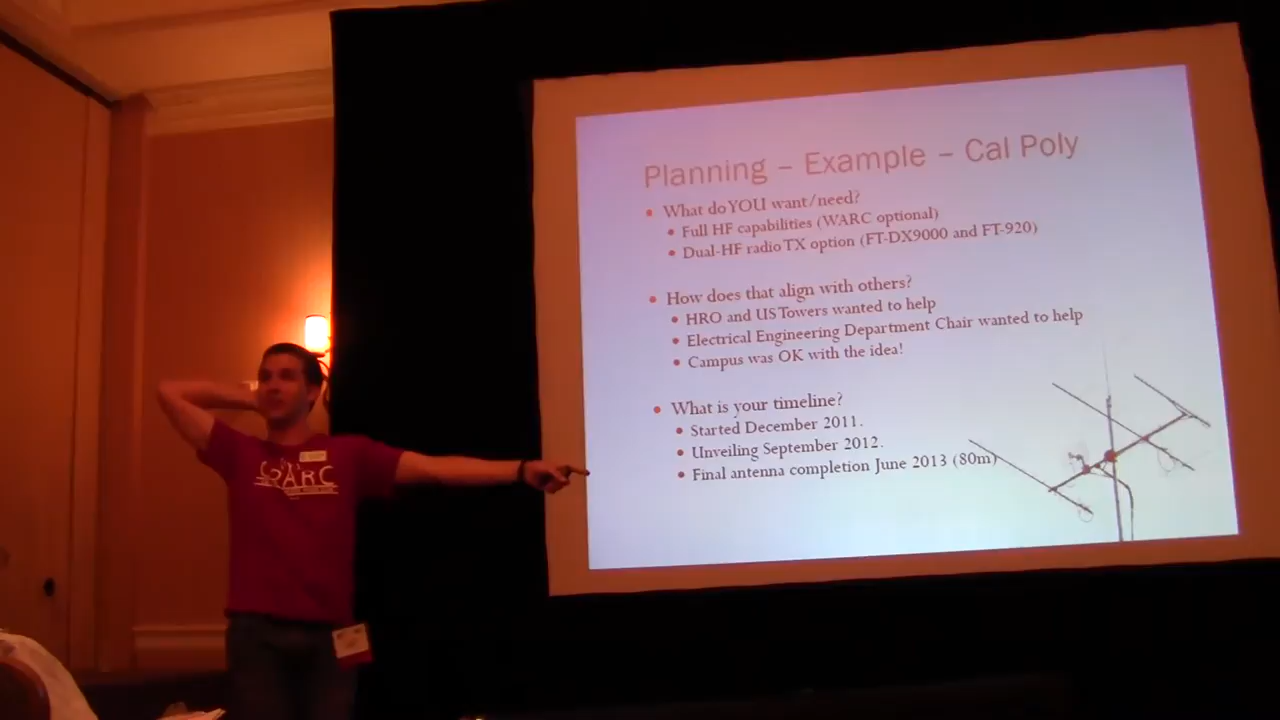 Planning – Example – Cal Poly
• What do YOU want/need?
• Full HF capabilities (WARC optional)
• Dual-HF radio TX option (FT-DX9000 and FT-920)
• How does that align with others?
• HRO and US Towers wanted to help
• Electrical Engineering Department Chair wanted to help
• Campus was OK with the idea!
• What is your timeline?
• Started December 2011.
• Unveiling September 2012.
• Final antenna completion June 2013 (80m)